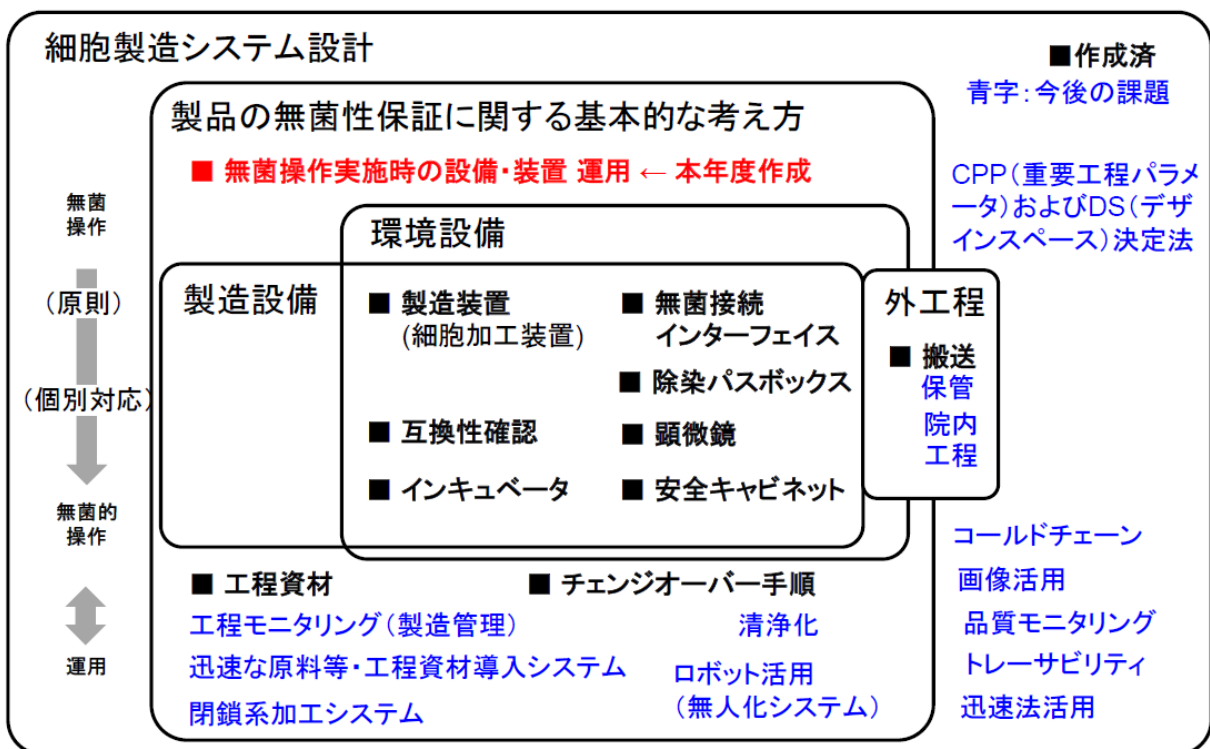 細胞製造システム設計
■作成済
青字：今後の課題
製品の無菌性保証に関する基本的な考え方
■ 無菌操作実施時の設備・装置 運用 ← 本年度作成
CPP（重要工程パラメ
ータ）およびDS（デザ
インスペース）決定法
無菌
操作
（原則）
（個別対応）
無菌的
操作
運用
環境設備
製造設備
■ 製造装置
(細胞加工装置)
■ 無菌接続
インターフェイス
■ 除染パスボックス
■ 互換性確認
■ 顕微鏡
■ インキュベータ
■ 安全キャビネット
外工程
■ 搬送
保管
院内
工程
■ 工程資材
■ チェンジオーバー手順
工程モニタリング（製造管理）
清浄化
迅速な原料等・工程資材導入システム
ロボット活用
（無人化システム）
閉鎖系加工システム
コールドチェーン
画像活用
品質モニタリング
トレーサビリティ
迅速法活用